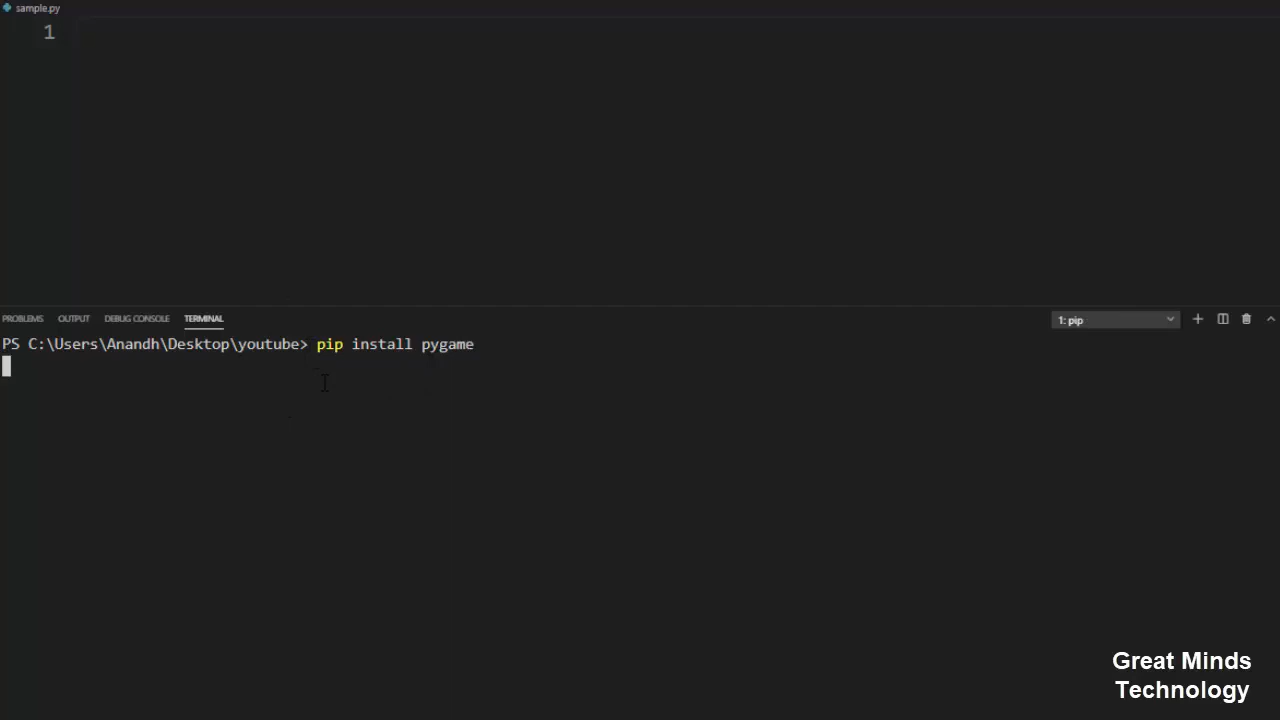 sample.py
1
PROBLEMS OUTPUT DEBUG CONSOLE TERMINAL 1: pip
PS C:\Users\Anandh\Desktop\youtube> pip install pygame
Great Minds
Technology